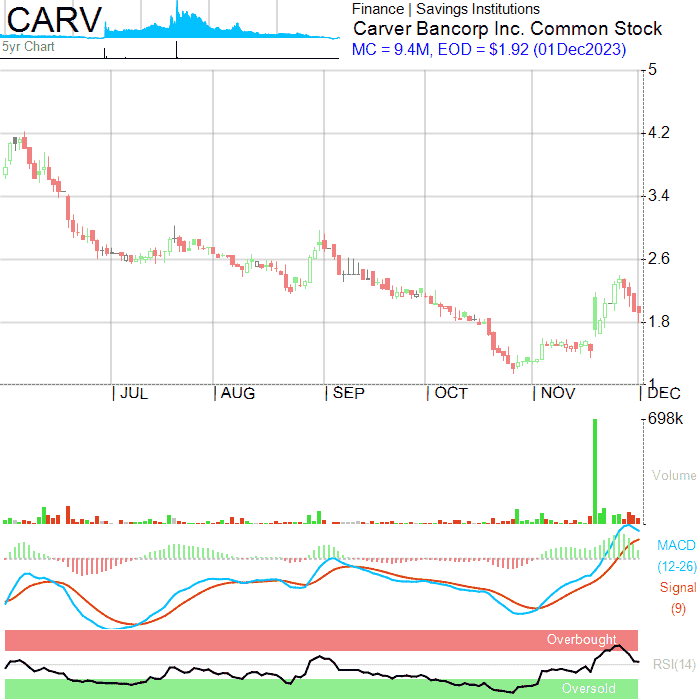 CARV
5yr Chart
Finance | Savings Institutions
Carver Bancorp Inc. Common Stock
MC = 9.4M, EOD = $1.92 (01Dec2023)
5
4.2
3.4
2.6
1.8
1
JUL AUG SEP OCT NOV DEC
698k
Volume
MACD
(12-26)
Signal
(9)
Overbought
RSI(14)
Oversold